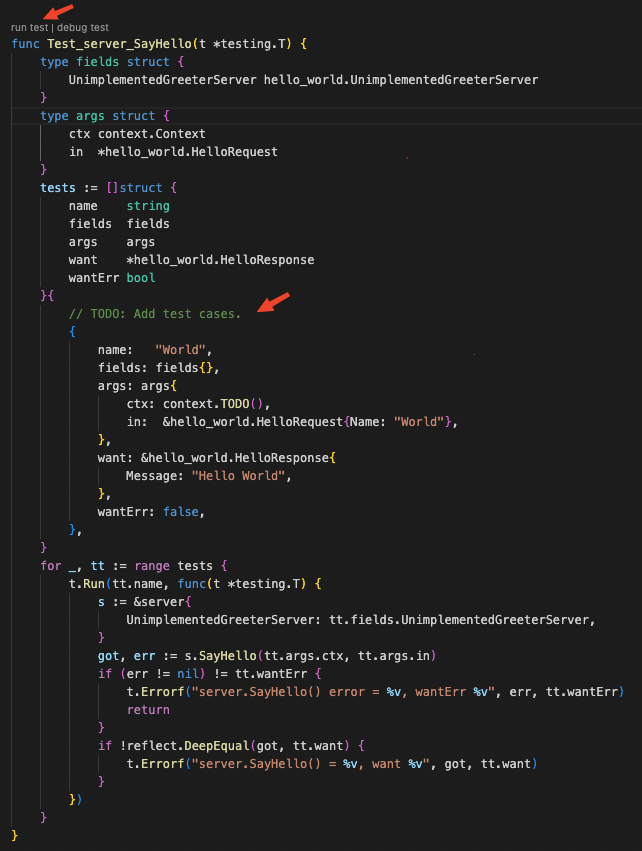 run test | debug test
func Test_server_SayHello(t *testing.T) {
    type fields struct {
        UnimplementedGreeterServer hello_world.UnimplementedGreeterServer
    }
    type args struct {
        ctx context.Context
        in  *hello_world.HelloRequest
    }
    tests := []struct {
        name    string
        fields  fields
        args    args
        want    *hello_world.HelloResponse
        wantErr bool
    }{
        // TODO: Add test cases.
        {
            name:   "World",
            fields: fields{},
            args: args{
                ctx: context.TODO(),
                in:  &hello_world.HelloRequest{Name: "World"},
            },
            want: &hello_world.HelloResponse{
                Message: "Hello World",
            },
            wantErr: false,
        },
    }
    for _, tt := range tests {
        t.Run(tt.name, func(t *testing.T) {
            s := &server{
                UnimplementedGreeterServer: tt.fields.UnimplementedGreeterServer,
            }
            got, err := s.SayHello(tt.args.ctx, tt.args.in)
            if (err != nil) != tt.wantErr {
                t.Errorf("server.SayHello() error = %v, wantErr %v", err, tt.wantErr)
                return
            }
            if !reflect.DeepEqual(got, tt.want) {
                t.Errorf("server.SayHello() = %v, want %v", got, tt.want)
            }
        })
    }
}